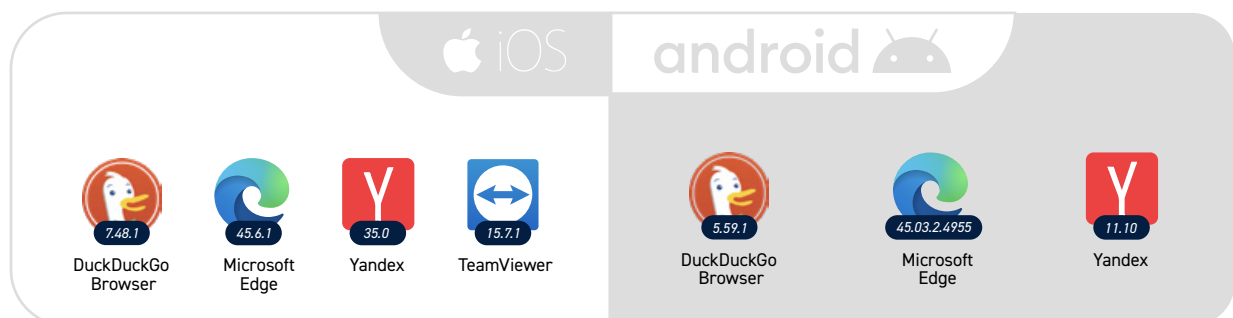 iOS
android
7.48.1
DuckDuckGo
Browser
45.6.1
Microsoft
Edge
Y
35.0
Yandex
15.7.1
TeamViewer
5.59.1
DuckDuckGo
Browser
45.03.2.4955
Microsoft
Edge
Y
11.10
Yandex